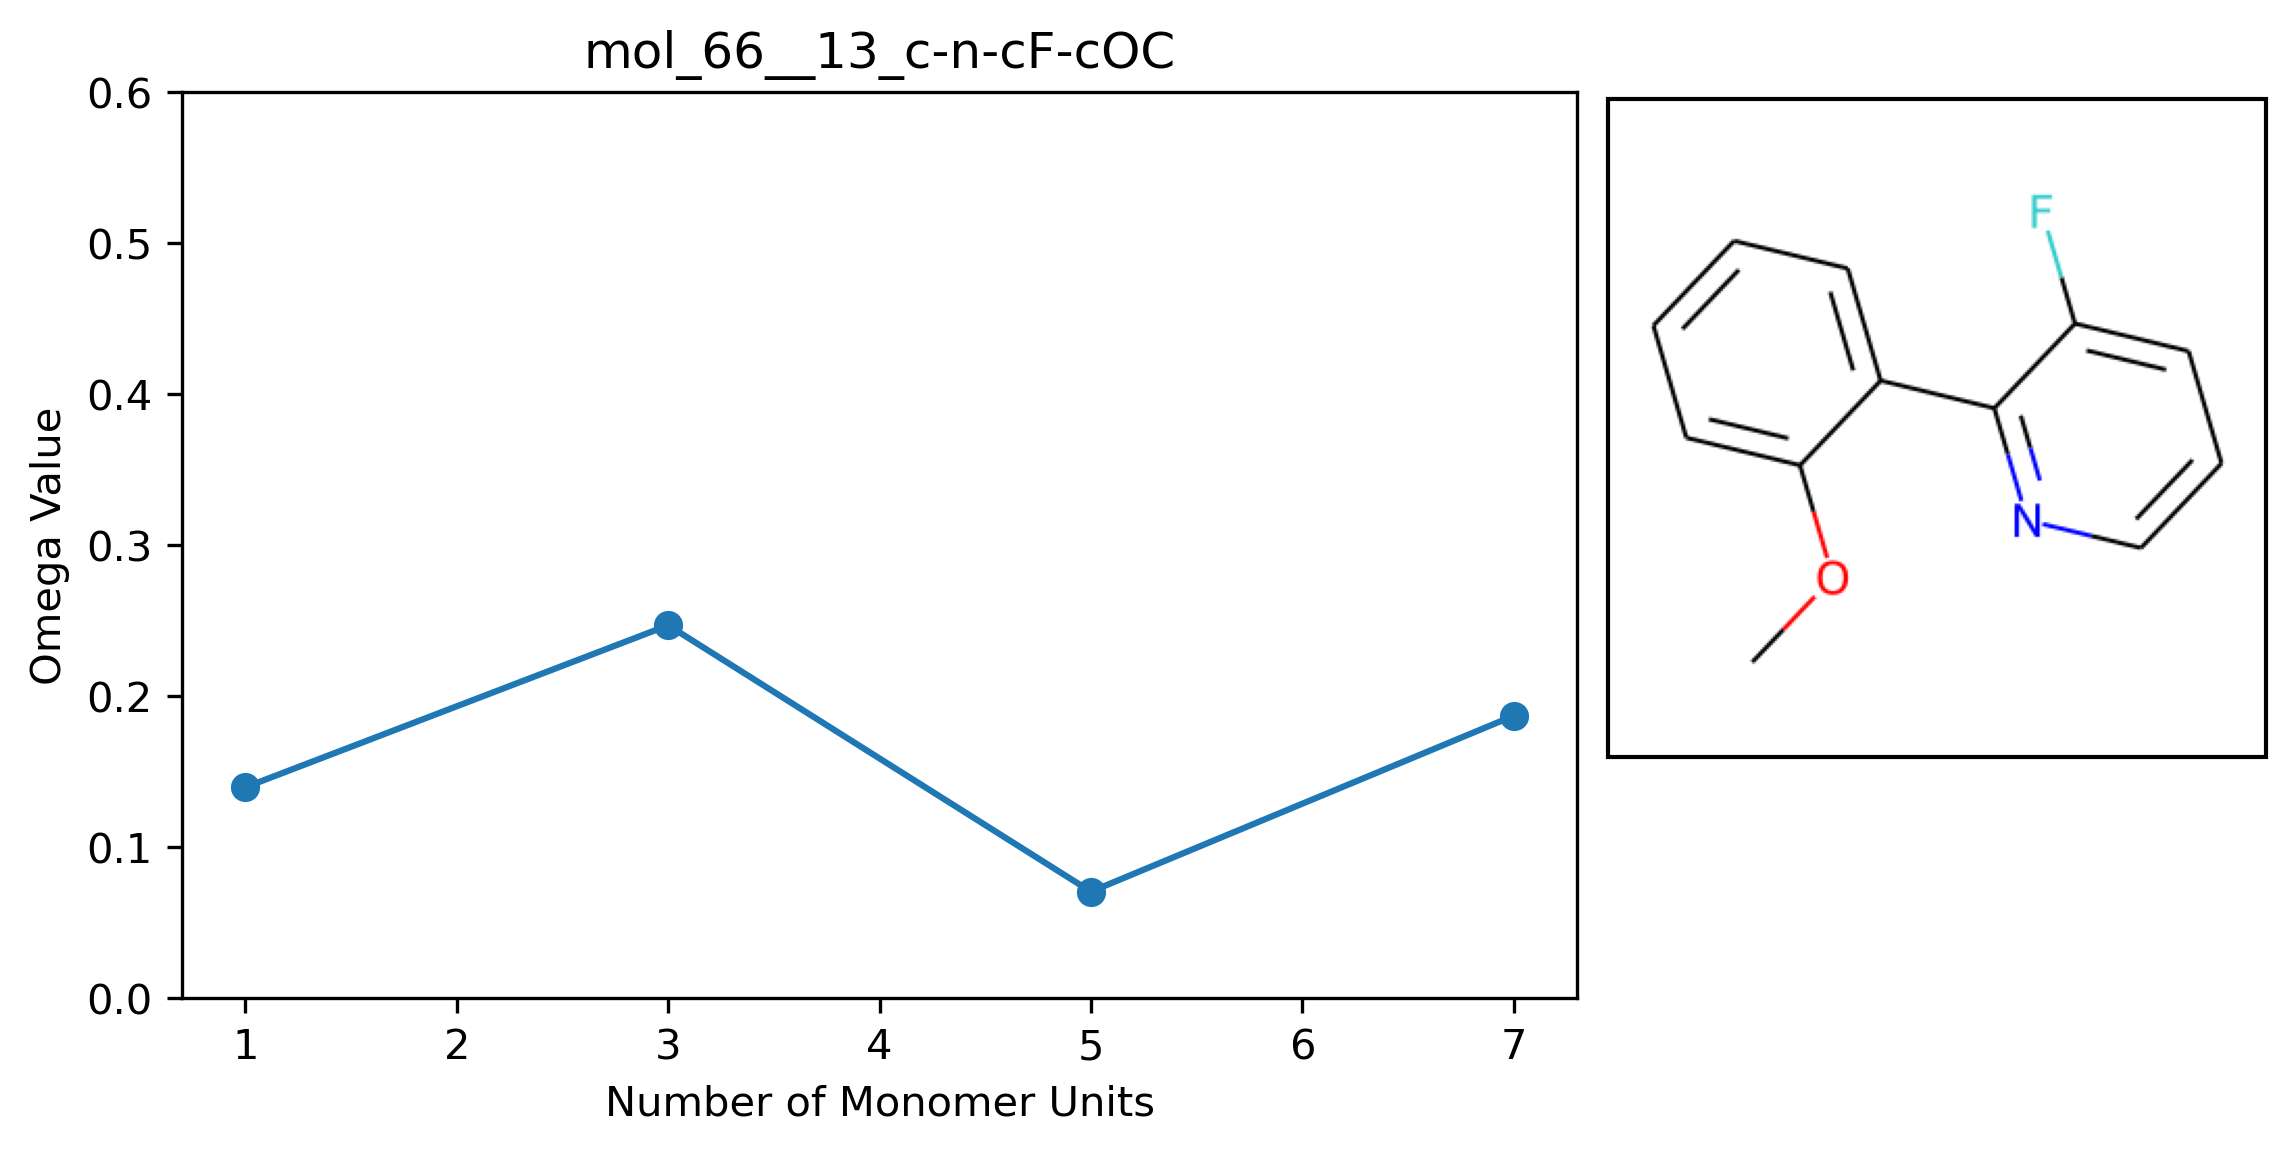 mol_66__13_c-n-cF-cOC
0.6
0.5
0.4
0.3
0.2
0.1
0.0
Omega Value
1 2 3 4 5 6 7
Number of Monomer Units
F
N
O